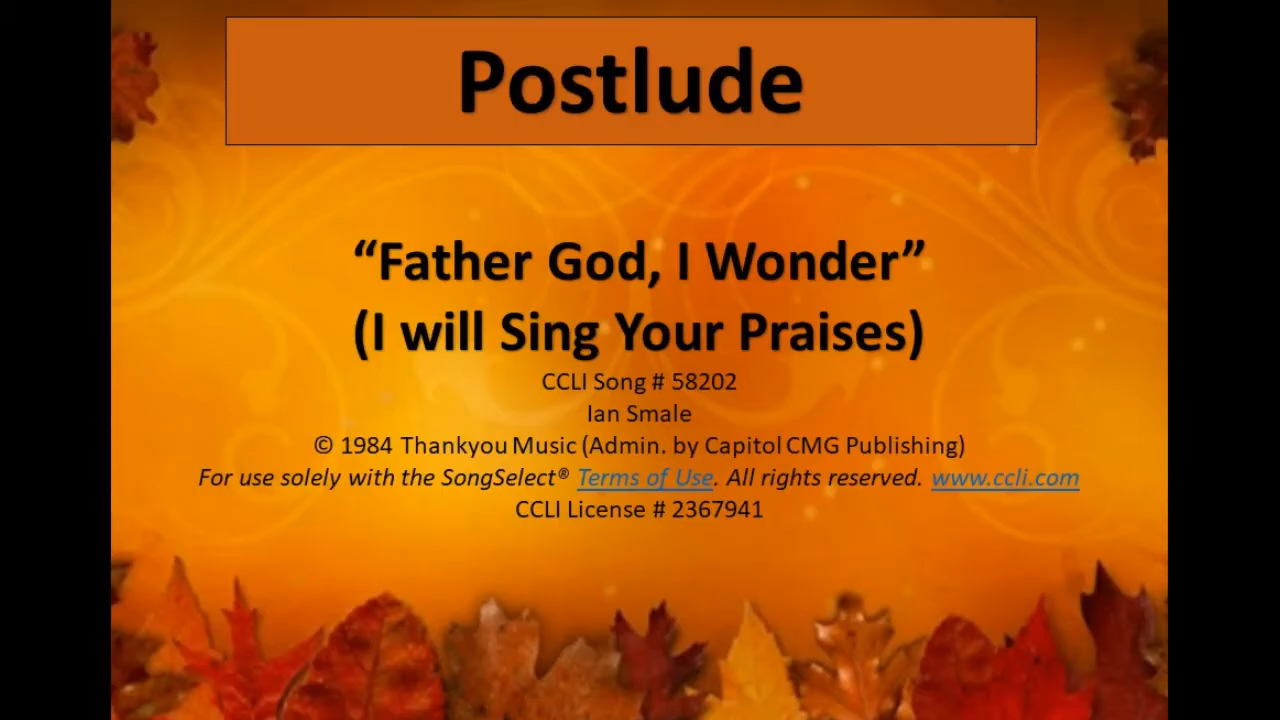 Postlude
“Father God, I Wonder”
(I will Sing Your Praises)
CCLI Song # 58202
Ian Smale
© 1984 Thankyou Music (Admin. by Capitol CMG Publishing)
For use solely with the SongSelect® Terms of Use. All rights reserved. www.ccli.com
CCLI License # 2367941